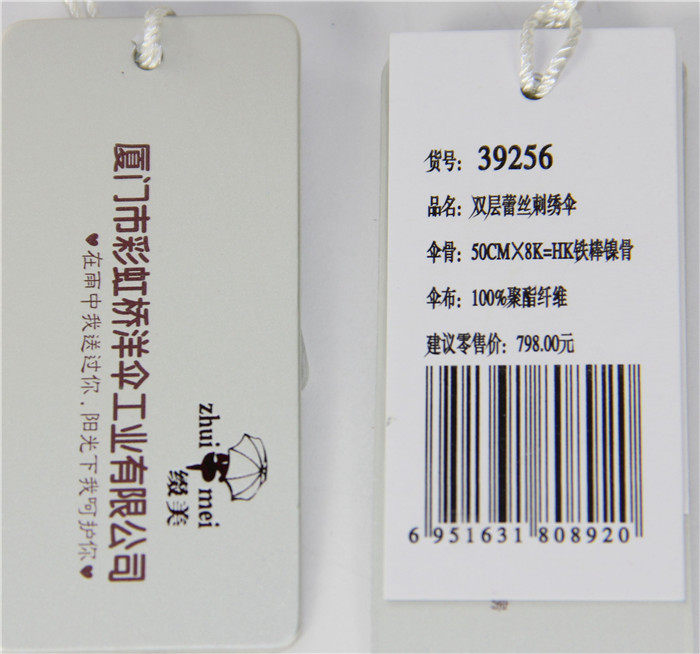 厦门市彩虹桥洋伞工业有限公司
♥在雨中我送过你，阳光下我呵护你♥
zhui mei
缀美
货号：39256
品名：双层蕾丝刺绣伞
伞骨：50CM×8K=HK铁棒镍骨
伞布：100%聚酯纤维
建议零售价：798.00元
6 951631 808920